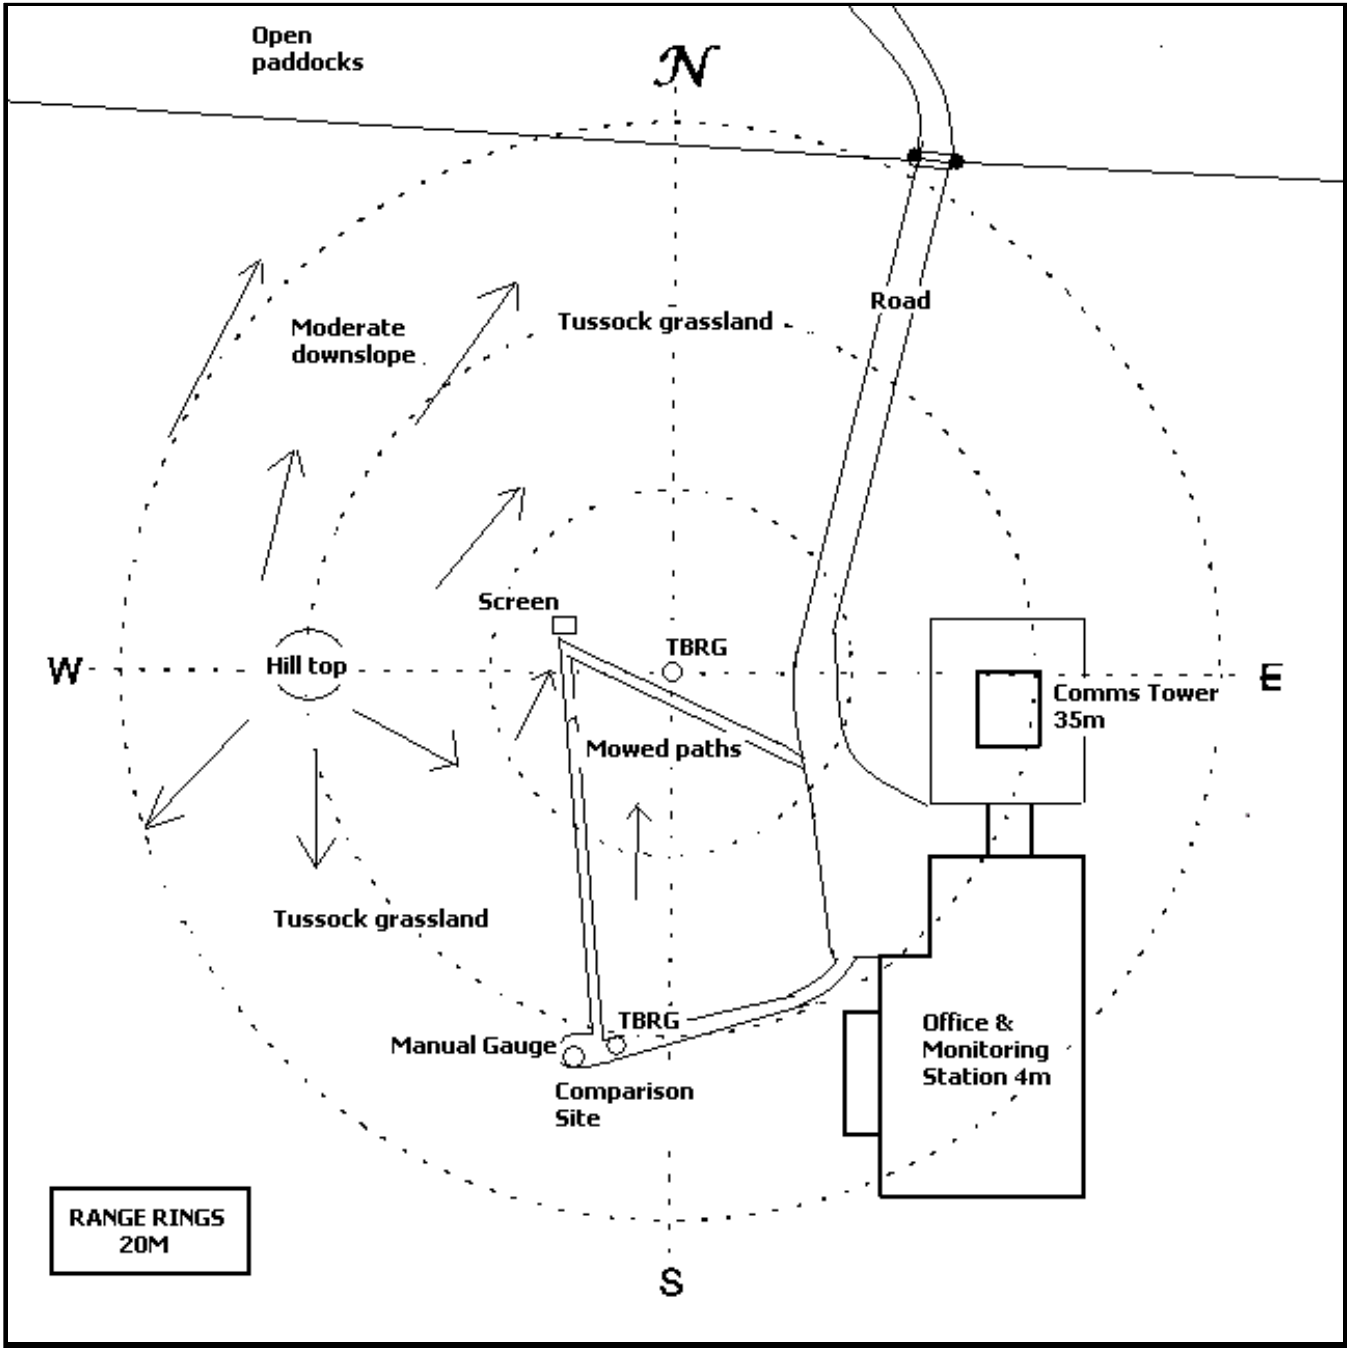 Open
paddocks
N
Road
Tussock grassland
Moderate
downslope
Screen
TBRG
W
Hill top
E
Comms Tower
35m
Mowed paths
Tussock grassland
TBRG
Manual Gauge
Office &
Monitoring
Station 4m
Comparison
Site
RANGE RINGS
20M
S